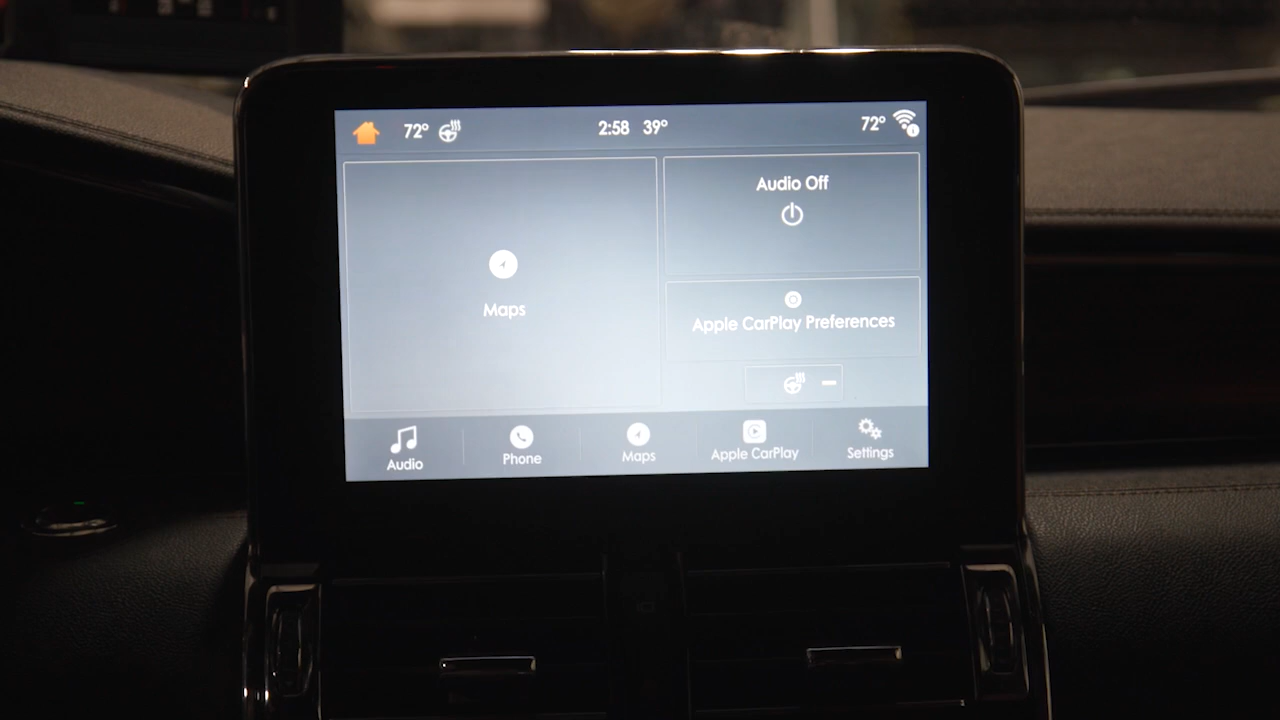 72° 2:58 39° 72°
Audio Off
Maps
Apple CarPlay Preferences
Audio Phone Maps Apple CarPlay Settings